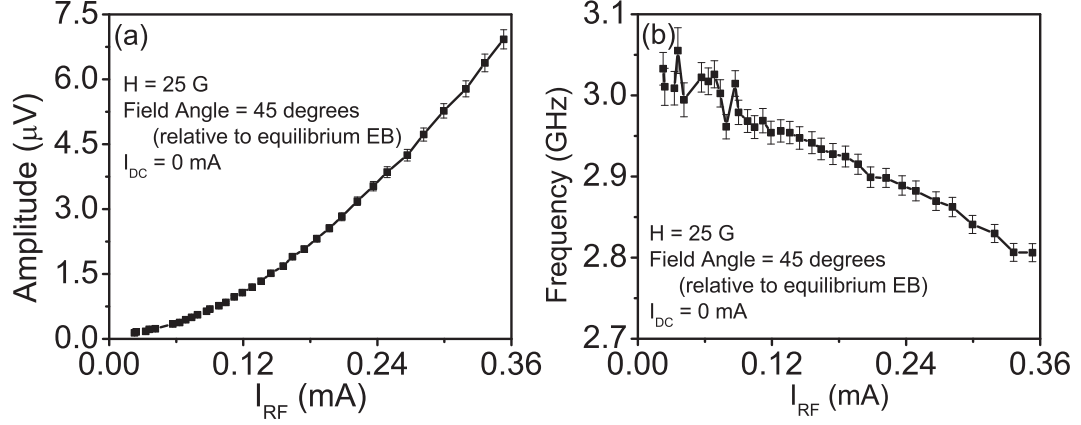 (a)
H = 25 G
Field Angle = 45 degrees
(relative to equilibrium EB)
I_DC = 0 mA
Amplitude (μV)
7.5
6.0
4.5
3.0
1.5
0.0
0.00 0.12 0.24 0.36
I_RF (mA)
(b)
H = 25 G
Field Angle = 45 degrees
(relative to equilibrium EB)
I_DC = 0 mA
Frequency (GHz)
3.1
3.0
2.9
2.8
2.7
0.00 0.12 0.24 0.36
I_RF (mA)